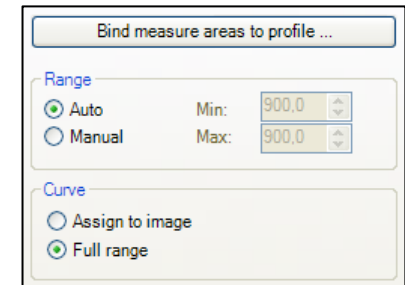 Bind measure areas to profile ...
Range
Auto Min: 900,0
Manual Max: 900,0
Curve
Assign to image
Full range